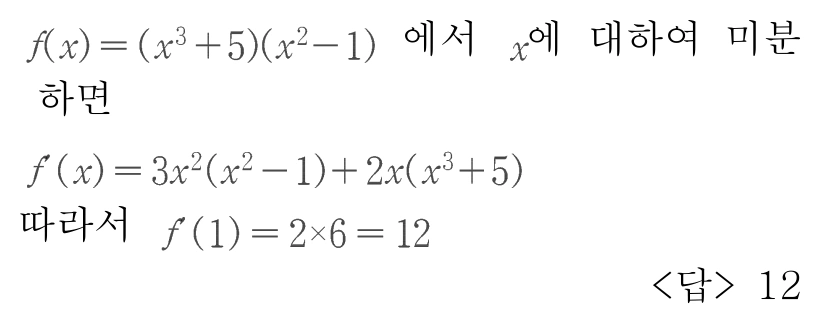 f(x)=(x³+5)(x²−1) 에서 x에 대하여 미분
하면
f′(x)=3x²(x²−1)+2x(x³+5)
따라서 f′(1)=2×6=12
<답> 12